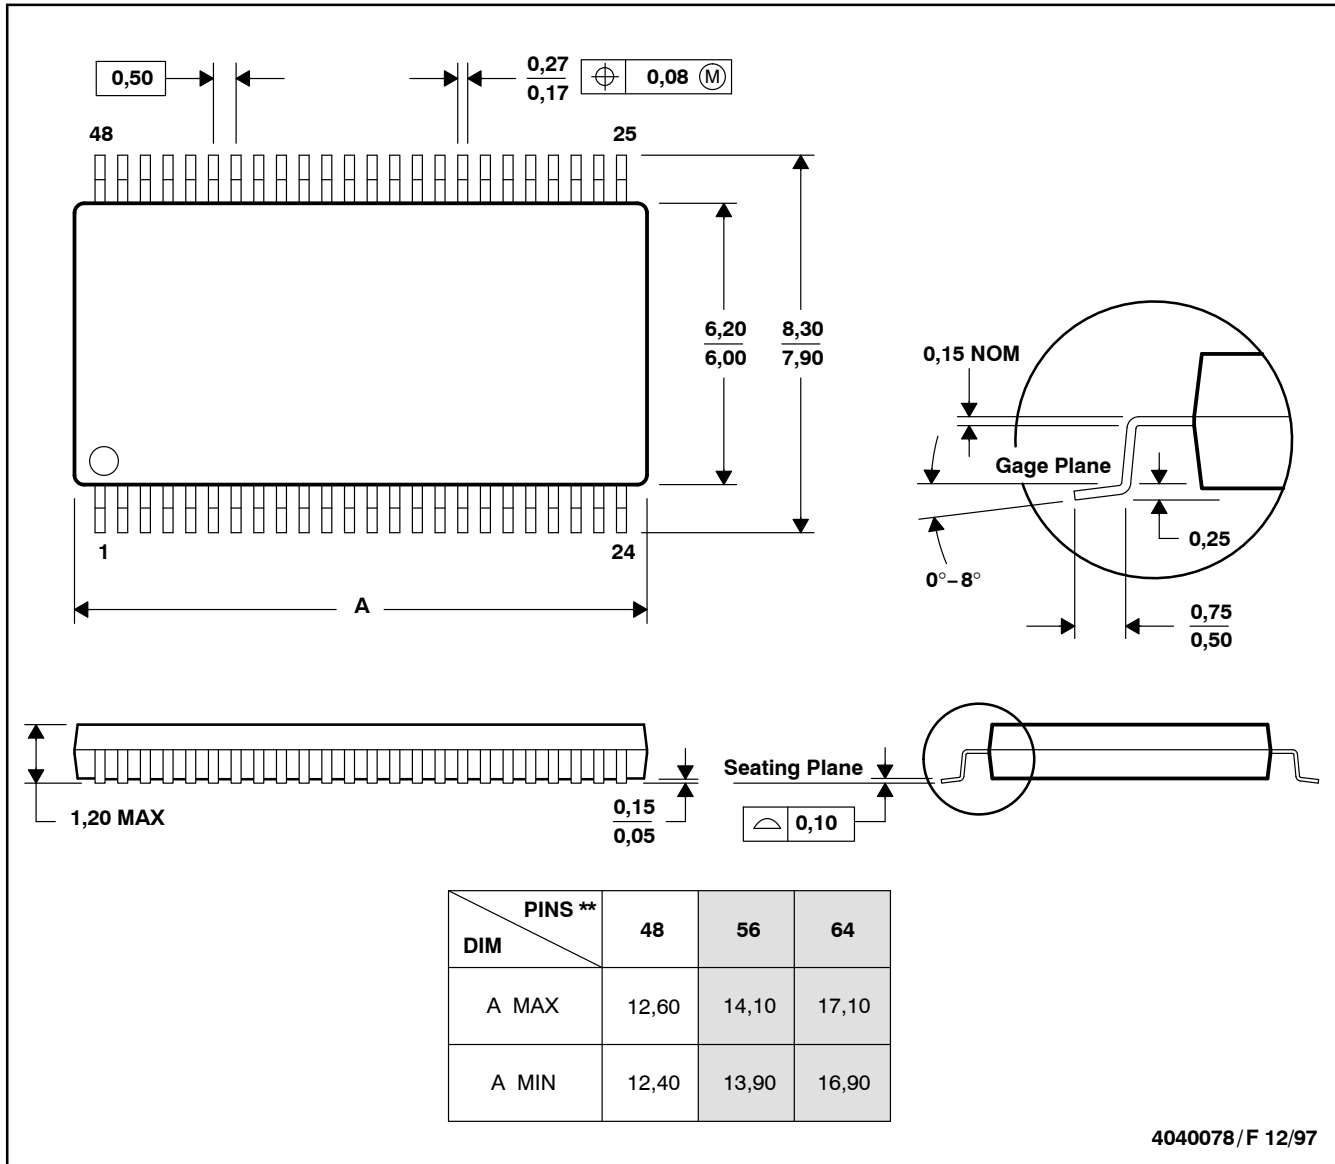 0,50
0,27
0,17
0,08 M
48
25
6,20
6,00
8,30
7,90
0,15 NOM
Gage Plane
0,25
0°–8°
0,75
0,50
1
24
A
1,20 MAX
0,15
0,05
Seating Plane
0,10
PINS **
DIM
48 56 64
A MAX 12,60 14,10 17,10
A MIN 12,40 13,90 16,90
4040078/F 12/97